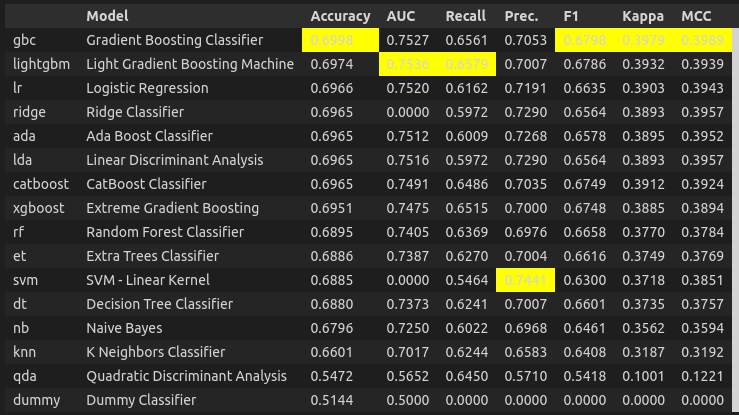 Model Accuracy AUC Recall Prec. F1 Kappa MCC
gbc Gradient Boosting Classifier 0.6998 0.7527 0.6561 0.7053 0.6798 0.3979 0.3989
lightgbm Light Gradient Boosting Machine 0.6974 0.7536 0.6579 0.7007 0.6786 0.3932 0.3939
lr Logistic Regression 0.6966 0.7520 0.6162 0.7191 0.6635 0.3903 0.3943
ridge Ridge Classifier 0.6965 0.0000 0.5972 0.7290 0.6564 0.3893 0.3957
ada Ada Boost Classifier 0.6965 0.7512 0.6009 0.7268 0.6578 0.3895 0.3952
lda Linear Discriminant Analysis 0.6965 0.7516 0.5972 0.7290 0.6564 0.3893 0.3957
catboost CatBoost Classifier 0.6965 0.7491 0.6486 0.7035 0.6749 0.3912 0.3924
xgboost Extreme Gradient Boosting 0.6951 0.7475 0.6515 0.7000 0.6748 0.3885 0.3894
rf Random Forest Classifier 0.6895 0.7405 0.6369 0.6976 0.6658 0.3770 0.3784
et Extra Trees Classifier 0.6886 0.7387 0.6270 0.7004 0.6616 0.3749 0.3769
svm SVM - Linear Kernel 0.6885 0.0000 0.5464 0.7441 0.6300 0.3718 0.3851
dt Decision Tree Classifier 0.6880 0.7373 0.6241 0.7007 0.6601 0.3735 0.3757
nb Naive Bayes 0.6796 0.7250 0.6022 0.6968 0.6461 0.3562 0.3594
knn K Neighbors Classifier 0.6601 0.7017 0.6244 0.6583 0.6408 0.3187 0.3192
qda Quadratic Discriminant Analysis 0.5472 0.5652 0.6450 0.5710 0.5418 0.1001 0.1221
dummy Dummy Classifier 0.5144 0.5000 0.0000 0.0000 0.0000 0.0000 0.0000